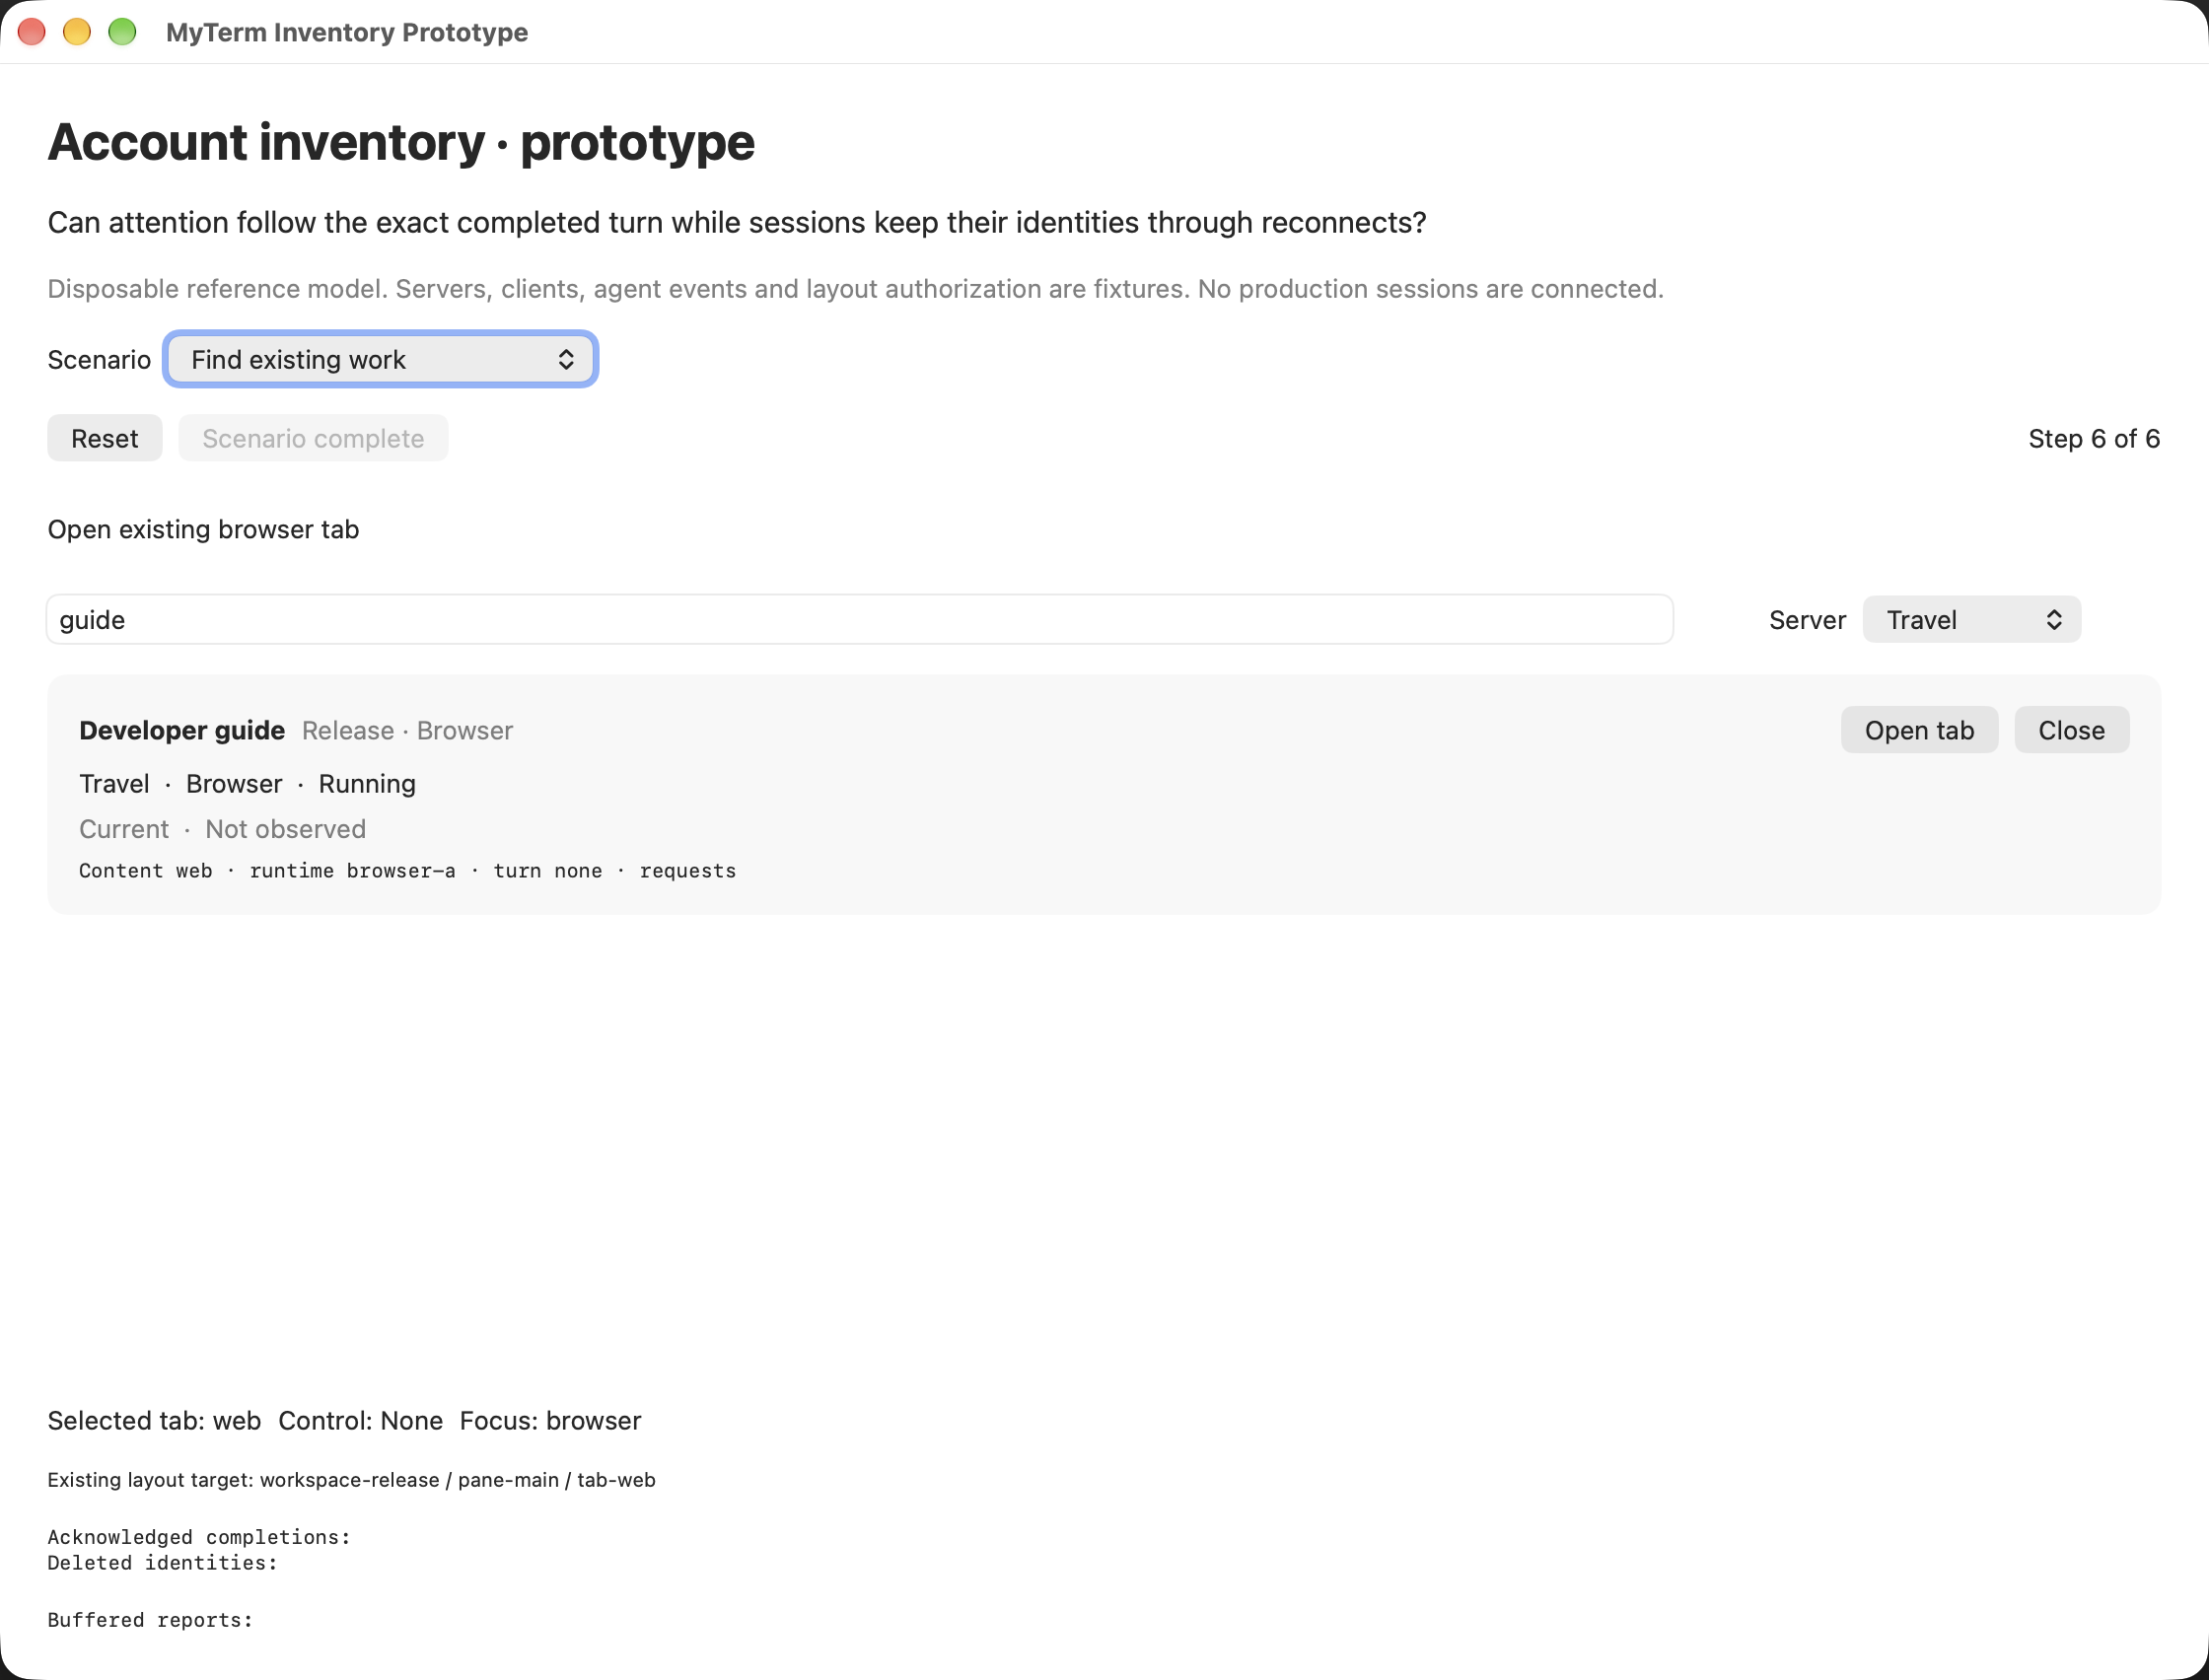 MyTerm Inventory Prototype
Account inventory · prototype
Can attention follow the exact completed turn while sessions keep their identities through reconnects?
Disposable reference model. Servers, clients, agent events and layout authorization are fixtures. No production sessions are connected.
Scenario Find existing work
Reset Scenario complete Step 6 of 6
Open existing browser tab
guide Server Travel
Developer guide Release · Browser Open tab Close
Travel · Browser · Running
Current · Not observed
Content web · runtime browser-a · turn none · requests
Selected tab: web Control: None Focus: browser
Existing layout target: workspace-release / pane-main / tab-web
Acknowledged completions:
Deleted identities:
Buffered reports: